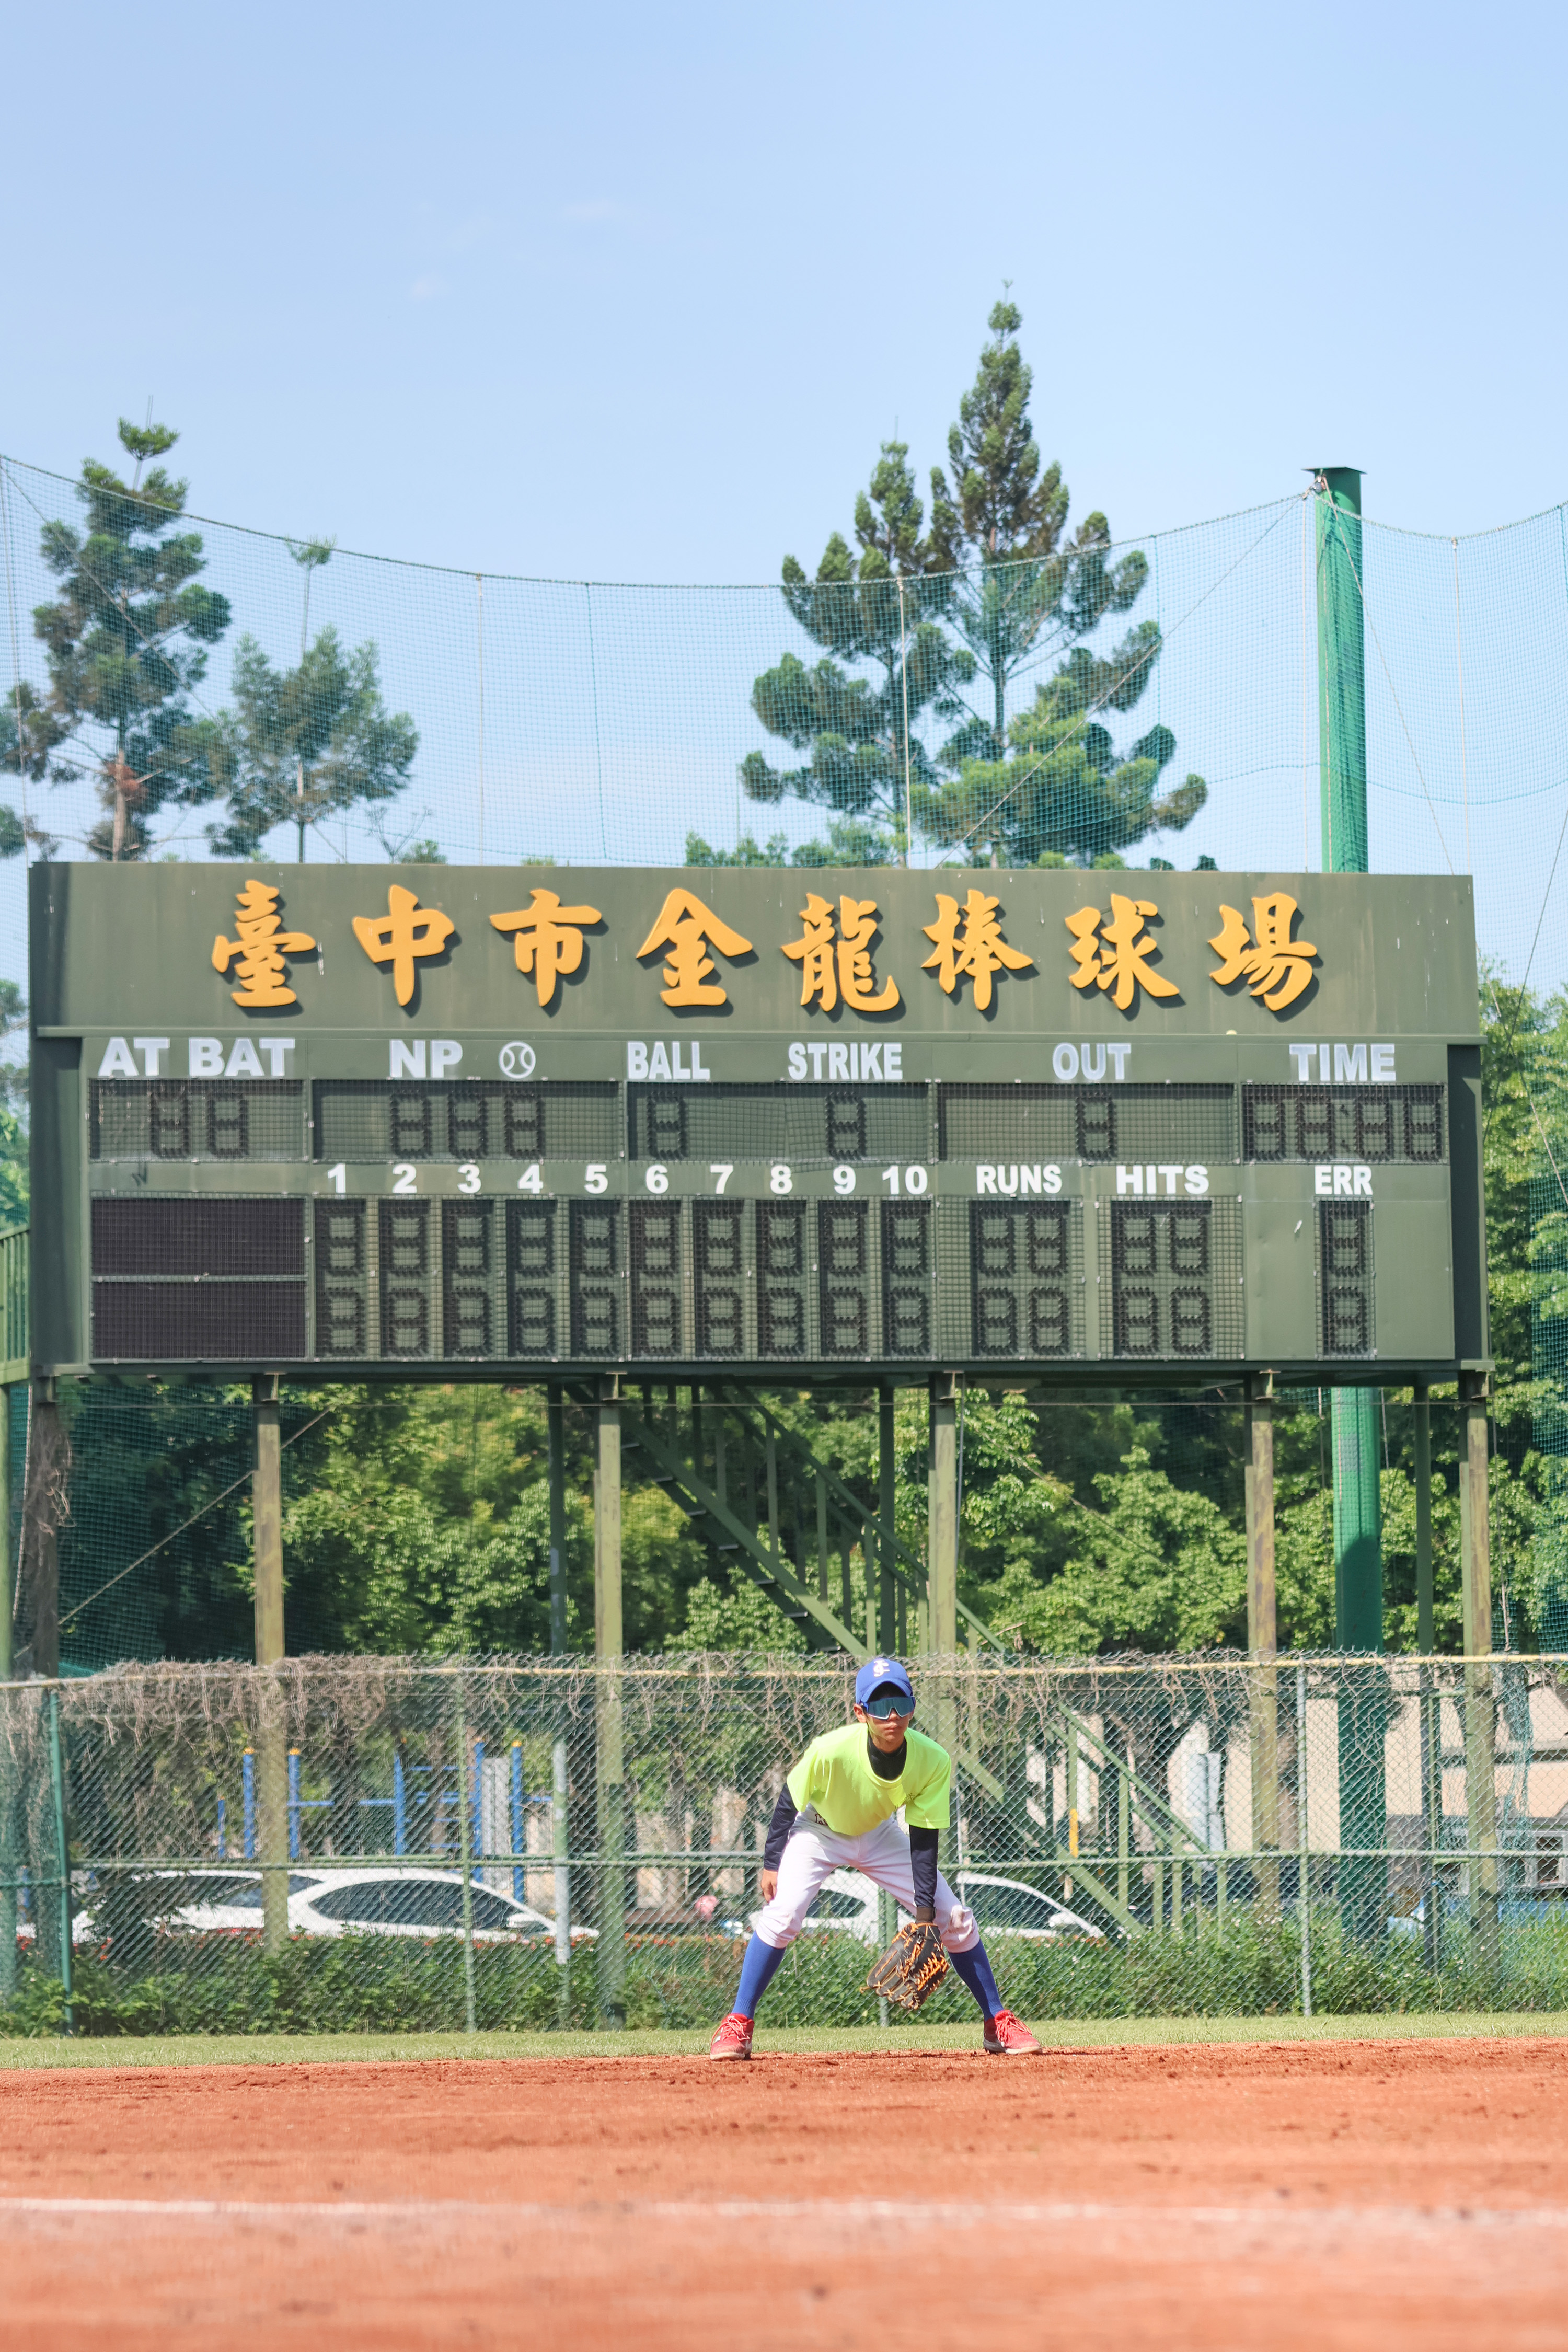 臺中市金龍棒球場
AT BAT NP BALL STRIKE OUT TIME
1 2 3 4 5 6 7 8 9 10 RUNS HITS ERR